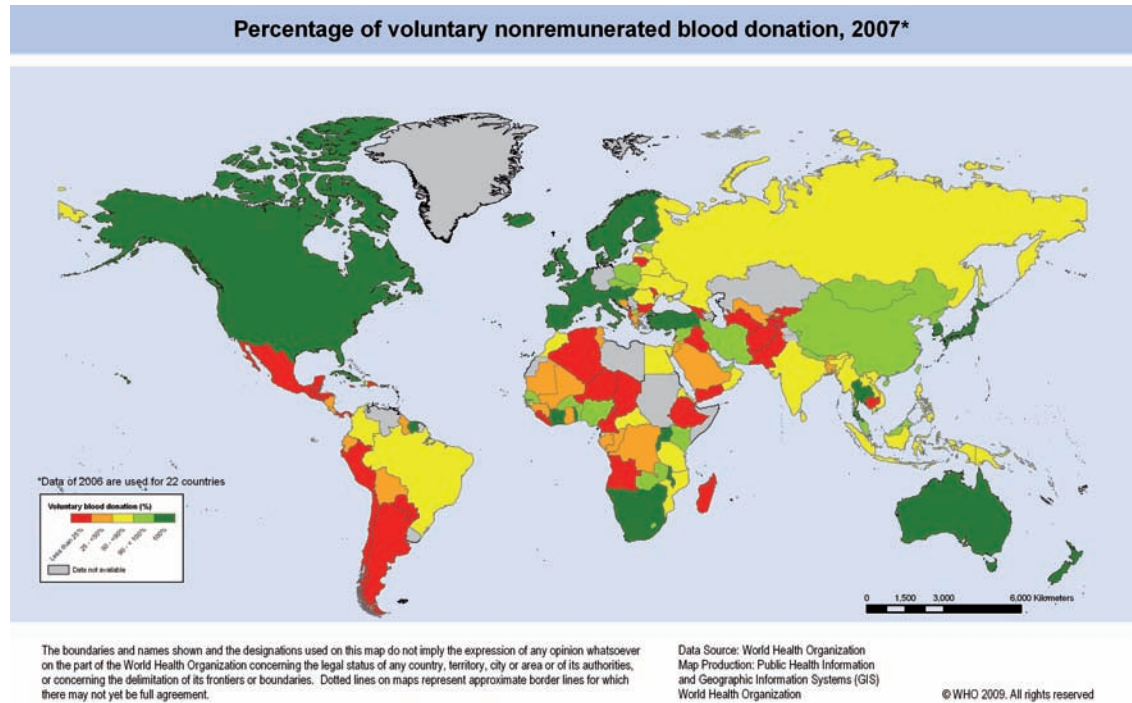 Percentage of voluntary nonremunerated blood donation, 2007*
*Data of 2006 are used for 22 countries
Voluntary blood donation (%)
Less than 25%
25 - <50%
50 - <90%
90 - < 100%
100%
Data not available
0 1,500 3,000 6,000 Kilometers
The boundaries and names shown and the designations used on this map do not imply the expression of any opinion whatsoever
on the part of the World Health Organization concerning the legal status of any country, territory, city or area or of its authorities,
or concerning the delimitation of its frontiers or boundaries. Dotted lines on maps represent approximate border lines for which
there may not yet be full agreement.
Data Source: World Health Organization
Map Production: Public Health Information
and Geographic Information Systems (GIS)
World Health Organization
© WHO 2009. All rights reserved